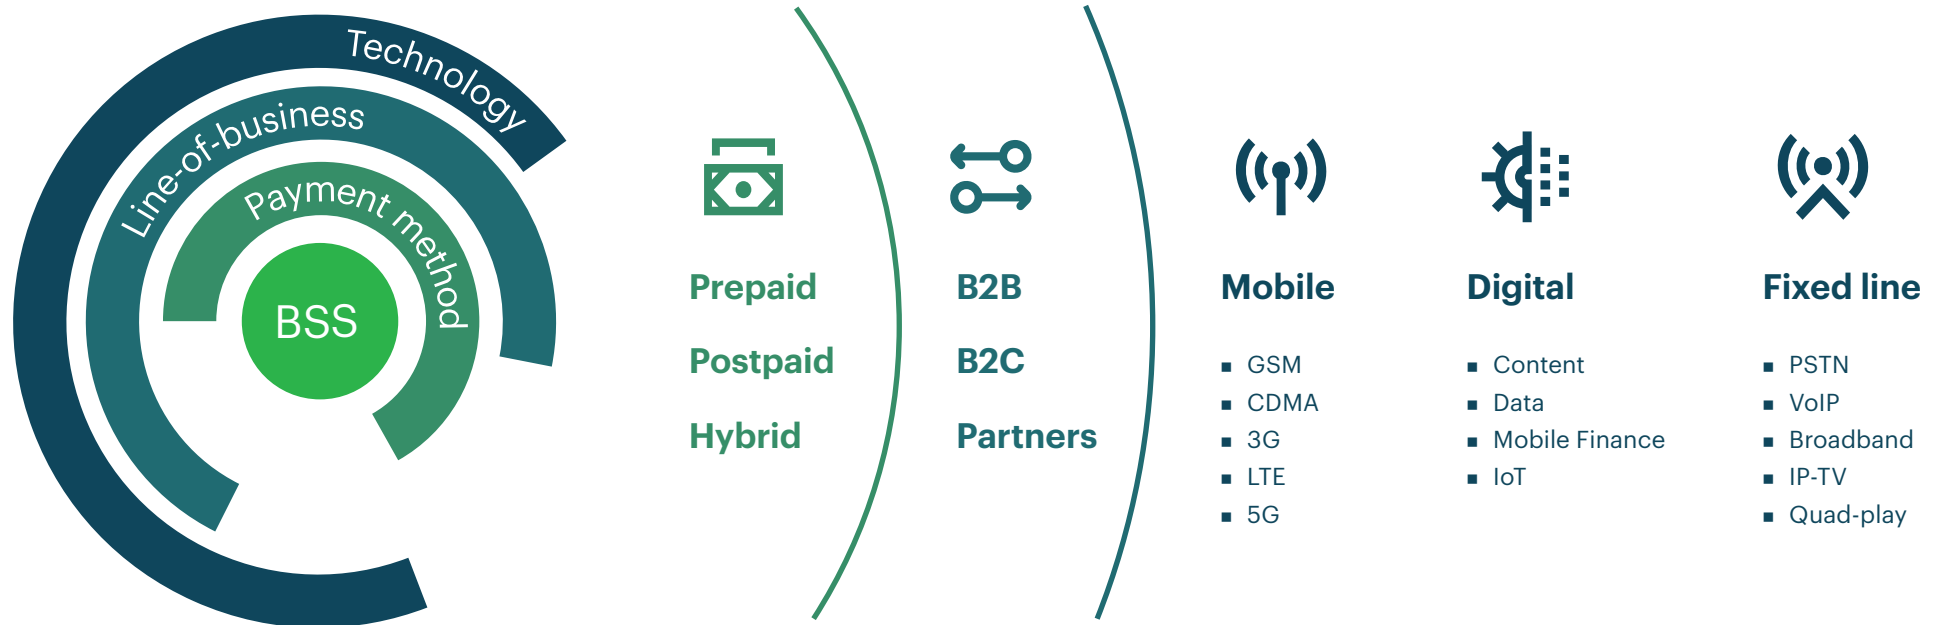 Technology
Line-of-business
Payment method
BSS
Prepaid
Postpaid
Hybrid
B2B
B2C
Partners
Mobile
▪ GSM
▪ CDMA
▪ 3G
▪ LTE
▪ 5G
Digital
▪ Content
▪ Data
▪ Mobile Finance
▪ IoT
Fixed line
▪ PSTN
▪ VoIP
▪ Broadband
▪ IP-TV
▪ Quad-play